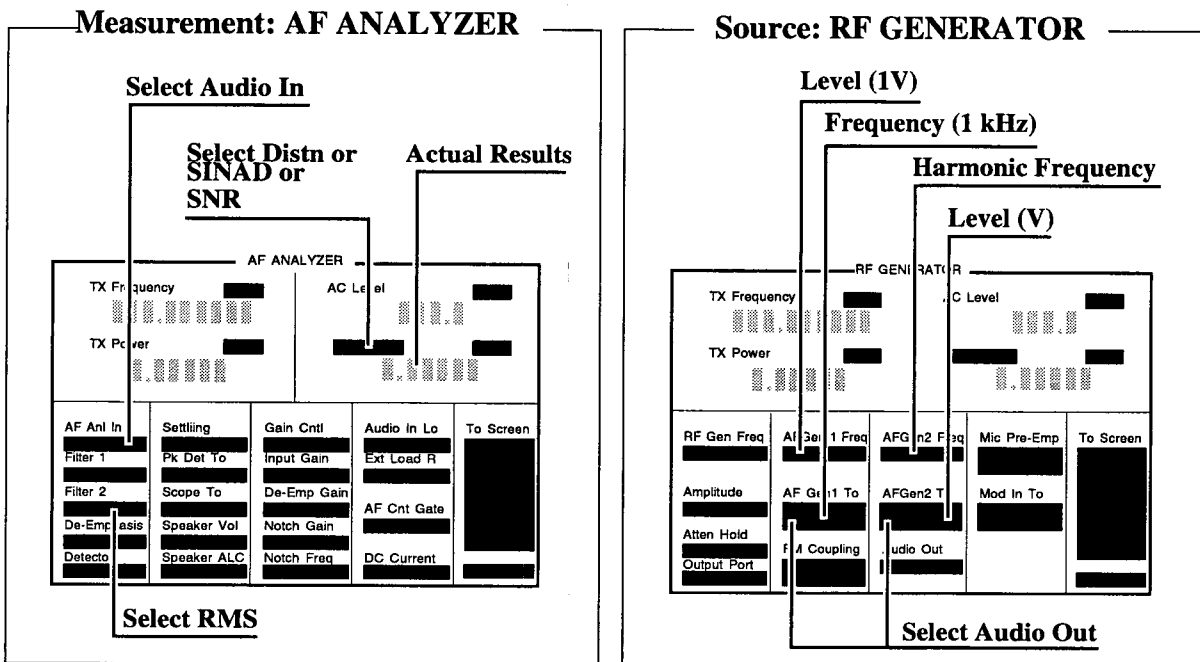 Measurement: AF ANALYZER
Select Audio In
Select Distn or
SINAD or
SNR
Actual Results
AF ANALYZER
TX Frequency
AC Level
TX Power
AF Anl In
Settliing
Gain Cntl
Audio In Lo
To Screen
Filter 1
Pk Det To
Input Gain
Ext Load R
Filter 2
Scope To
De-Emp Gain
AF Cnt Gate
De-Emphasis
Speaker Vol
Notch Gain
Detector
Speaker ALC
Notch Freq
DC Current
Select RMS
Source: RF GENERATOR
Level (1V)
Frequency (1 kHz)
Harmonic Frequency
Level (V)
RF GENERATOR
TX Frequency
AC Level
TX Power
RF Gen Freq
AFGen 1 Freq
AFGen2 Freq
Mic Pre-Emp
To Screen
Amplitude
AF Gen1 To
AFGen2 To
Mod In To
Atten Hold
FM Coupling
Audio Out
Output Port
Select Audio Out